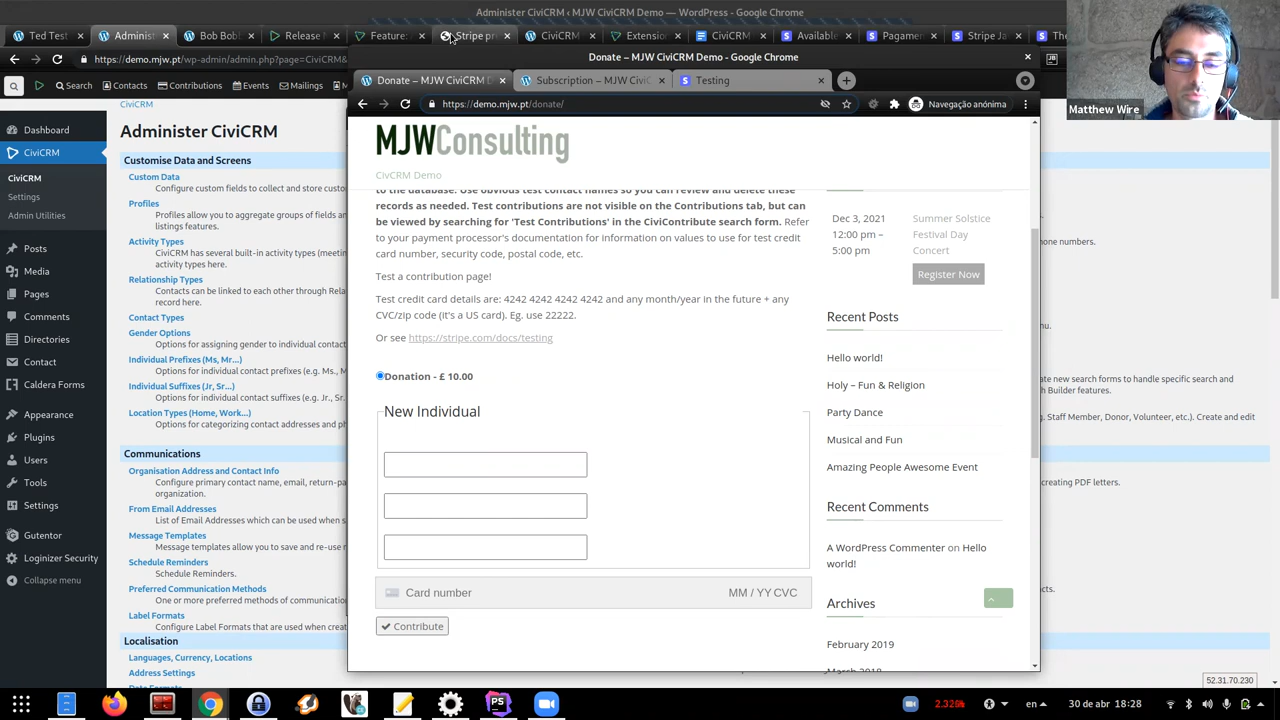 Administer CiviCRM ‹ MJW CiviCRM Demo — WordPress - Google Chrome
Ted Test
Adminis
Bob Bob
Release
Feature:
Stripe pr
CiviCRM
Extension
CiviCRM
Available
Pagamen
Stripe Ja
The
https://demo.mjw.pt/wp-admin/admin.php?page=CiviCRM&
Search
Contacts
Contributions
Events
Mailings
Matthew Wire
Donate – MJW CiviCRM Demo - Google Chrome
Donate – MJW CiviCRM D
Subscription – MJW Civi
Testing
https://demo.mjw.pt/donate/
Navegação anónima
Dashboard
CiviCRM
CiviCRM
Settings
Admin Utilities
Posts
Media
Pages
Comments
Directories
Contact
Caldera Forms
Appearance
Plugins
Users
Tools
Settings
Gutentor
Loginizer Security
Collapse menu
CiviCRM
Administer CiviCRM
Customise Data and Screens
Custom Data
Configure custom fields to collect and store custo
Profiles
Profiles allow you to aggregate groups of fields an
listings feature.
Activity Types
CiviCRM has several built-in activity types (meetin
activity types here.
Relationship Types
Contacts can be linked to each other through Rela
record here.
Contact Types
Gender Options
Options for assigning gender to individual contact
Individual Prefixes (Ms, Mr...)
Options for individual contact prefixes (e.g. Ms., M
Individual Suffixes (Jr, Sr...)
Options for individual contact suffixes (e.g. Jr., Sr
Location Types (Home, Work...)
Options for categorizing contact addresses and ph
Communications
Organisation Address and Contact Info
Configure primary contact name, email, return-pa
organization.
From Email Addresses
List of Email Addresses which can be used when s
Message Templates
Message templates allow you to save and re-use
Schedule Reminders
Schedule Reminders.
Preferred Communication Methods
One or more preferred methods of communicatio
Label Formats
Configure Label Formats that are used when creat
Localisation
Languages, Currency, Locations
Address Settings
MJWConsulting
CiviCRM Demo
to the database. Use obvious test contact names so you can review and delete these
records as needed. Test contributions are not visible on the Contributions tab, but can
be viewed by searching for 'Test Contributions' in the CiviContribute search form. Refer
to your payment processor's documentation for information on values to use for test credit
card number, security code, postal code, etc.
Test a contribution page!
Test credit card details are: 4242 4242 4242 4242 and any month/year in the future + any
CVC/zip code (it's a US card). Eg. use 22222.
Or see https://stripe.com/docs/testing
Donation - £ 10.00
New Individual
Card number
MM / YY CVC
Contribute
Dec 3, 2021
12:00 pm –
5:00 pm
Summer Solstice
Festival Day
Concert
Register Now
Recent Posts
Hello world!
Holy – Fun & Religion
Party Dance
Musical and Fun
Amazing People Awesome Event
Recent Comments
A WordPress Commenter on Hello
world!
Archives
February 2019
March 2018
hone numbers.
nu.
ate new search forms to handle specific search and
h Builder features.
g. Staff Member, Donor, Volunteer, etc.). Create and edit
creating PDF letters.
cts.
52.31.70.230
2.326
en
30 de abr
18:28